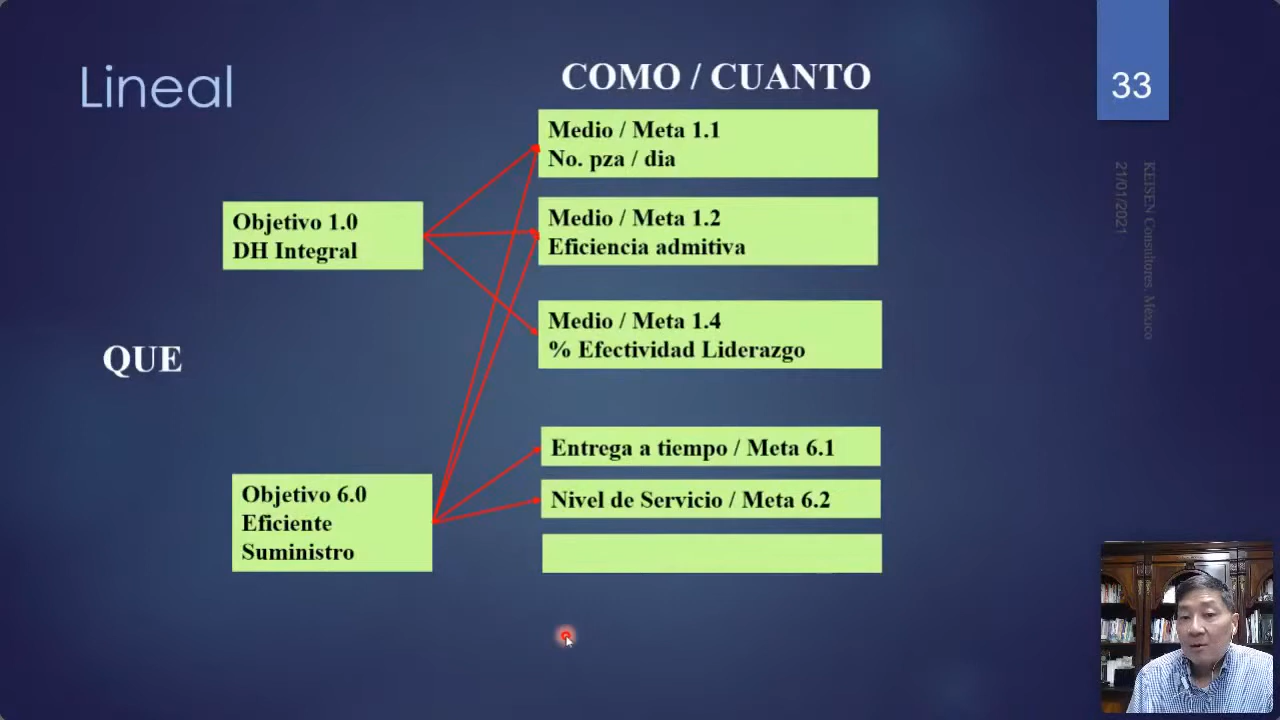 Lineal
COMO / CUANTO
33
Medio / Meta 1.1
No. pza / dia
Objetivo 1.0
DH Integral
Medio / Meta 1.2
Eficiencia admitiva
Medio / Meta 1.4
% Efectividad Liderazgo
QUE
Entrega a tiempo / Meta 6.1
Objetivo 6.0
Eficiente
Suministro
Nivel de Servicio / Meta 6.2
21/01/2021
KEISEN Consultores. México